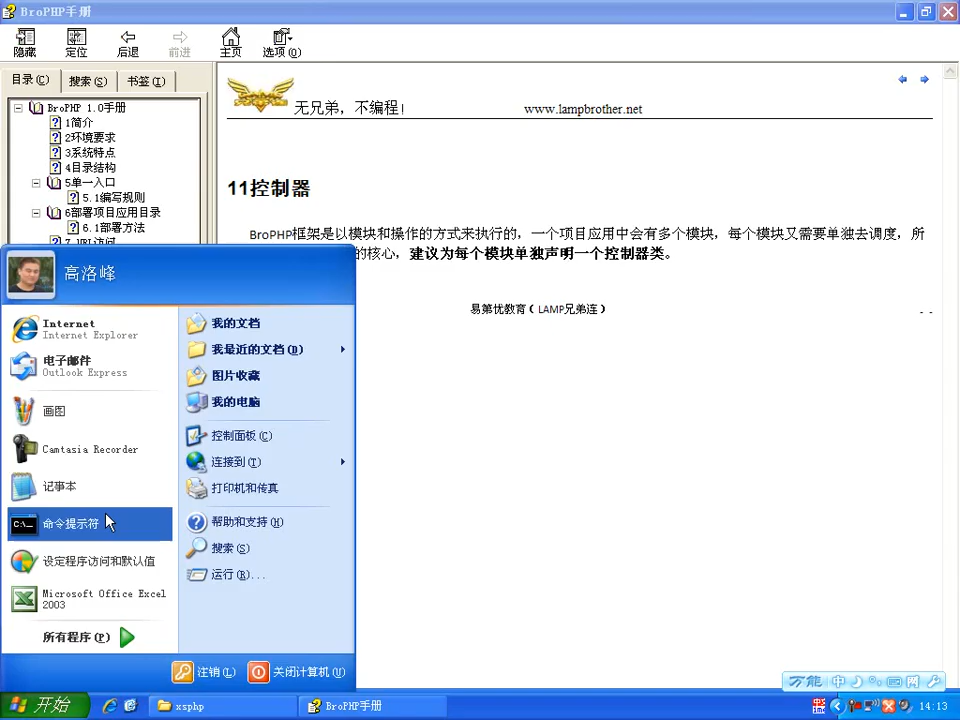 BroPHP手册
隐藏 定位 后退 前进 主页 选项(O)
目录(C) 搜索(S) 书签(I)
BroPHP 1.0手册
1简介
2环境要求
3系统特点
4目录结构
5单一入口
5.1编写规则
6部署项目应用目录
6.1部署方法
7 URL访问
无兄弟，不编程！ www.lampbrother.net
11控制器
BroPHP框架是以模块和操作的方式来执行的，一个项目应用中会有多个模块，每个模块又需要单独去调度，所
的核心，建议为每个模块单独声明一个控制器类。
易第优教育（LAMP兄弟连）
- -
高洛峰
Internet
Internet Explorer
电子邮件
Outlook Express
画图
Camtasia Recorder
记事本
C:\_ 命令提示符
设定程序访问和默认值
Microsoft Office Excel
2003
所有程序(P)
我的文档
我最近的文档(D)
图片收藏
我的电脑
控制面板(C)
连接到(T)
打印机和传真
帮助和支持(H)
搜索(S)
运行(R)...
注销(L) 关闭计算机(U)
万能 中
开始 xsphp BroPHP手册 14:13